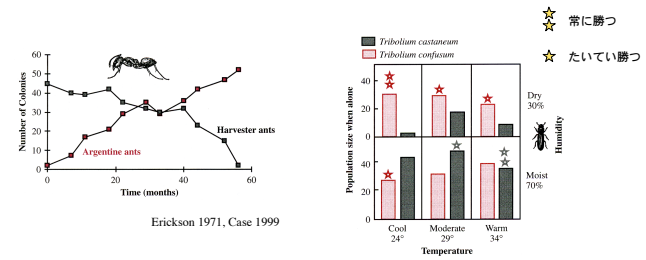 60
50
40
30
20
10
0
Number of Colonies
Harvester ants
Argentine ants
0
20
40
60
Time (months)
Erickson 1971, Case 1999
常に勝つ
たいてい勝つ
Tribolium castaneum
Tribolium confusum
40
20
0
40
20
0
Population size when alone
Dry
30%
Moist
70%
Humidity
Cool
24°
Moderate
29°
Warm
34°
Temperature